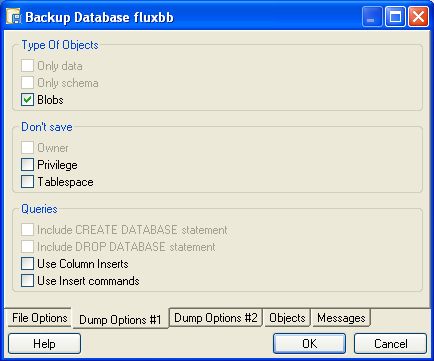 Backup Database fluxbb
Type Of Objects
Only data
Only schema
Blobs
Don't save
Owner
Privilege
Tablespace
Queries
Include CREATE DATABASE statement
Include DROP DATABASE statement
Use Column Inserts
Use Insert commands
File Options Dump Options #1 Dump Options #2 Objects Messages
Help OK Cancel